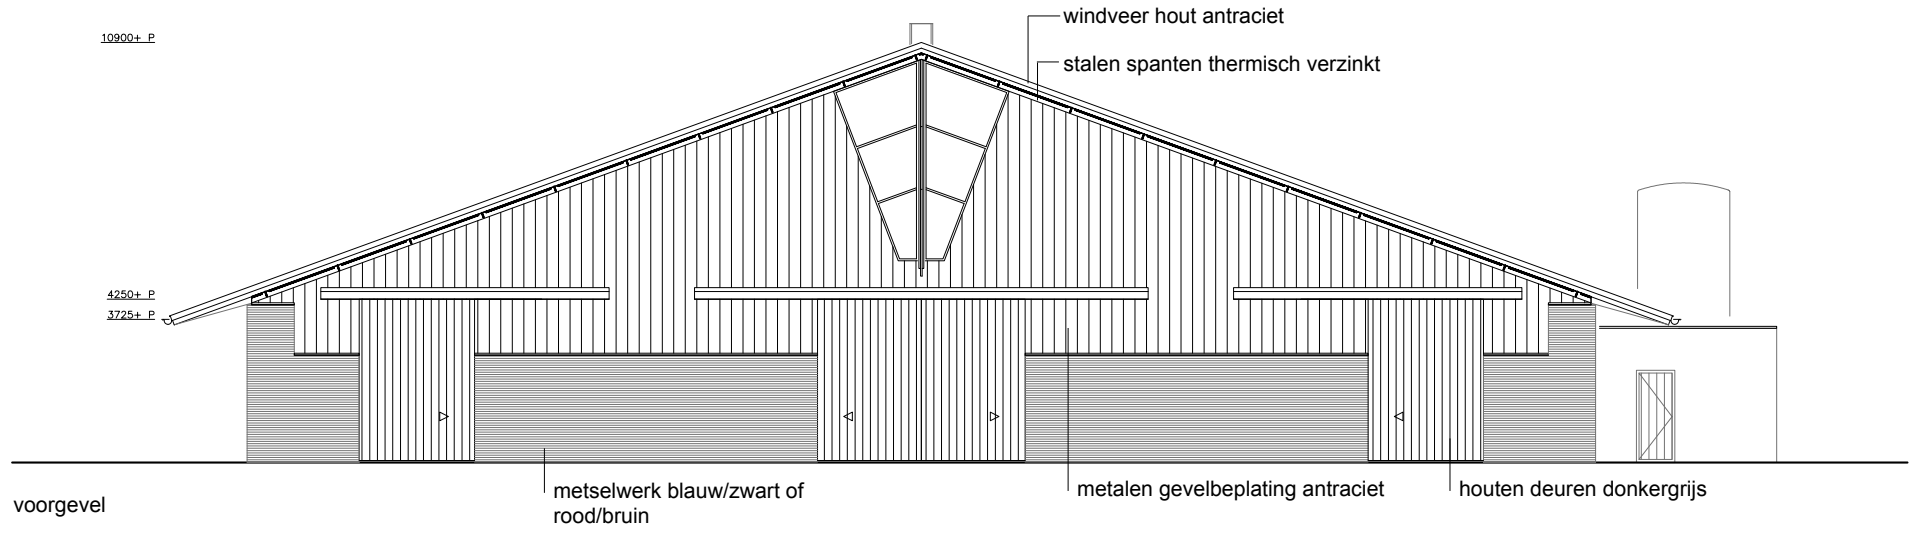 windveer hout antraciet
10900+ P
stalen spanten thermisch verzinkt
4250+ P
3725+ P
metselwerk blauw/zwart of
rood/bruin
metalen gevelbeplating antraciet
houten deuren donkergrijs
voorgevel